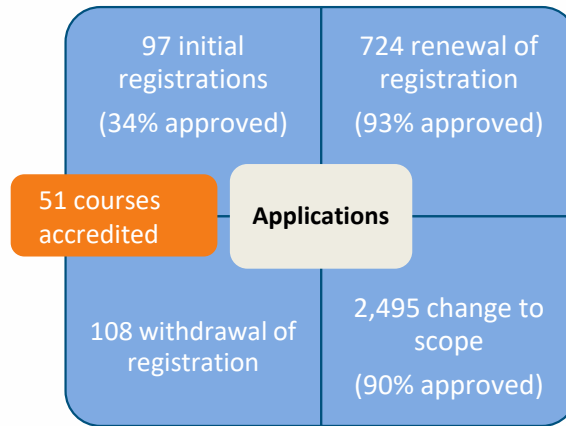 97 initial
registrations
(34% approved)
724 renewal of
registration
(93% approved)
51 courses
accredited
Applications
108 withdrawal of
registration
2,495 change to
scope
(90% approved)